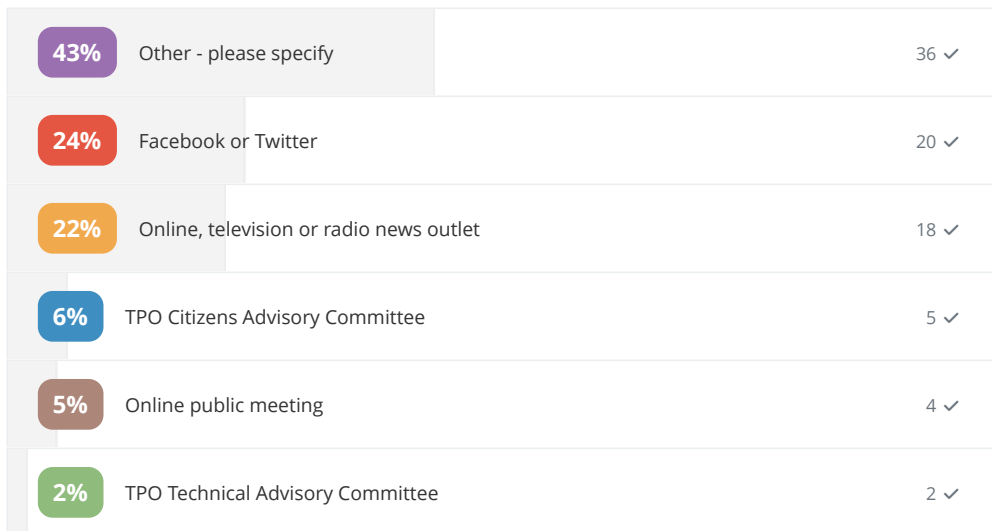 43% Other - please specify 36 ✓
24% Facebook or Twitter 20 ✓
22% Online, television or radio news outlet 18 ✓
6% TPO Citizens Advisory Committee 5 ✓
5% Online public meeting 4 ✓
2% TPO Technical Advisory Committee 2 ✓